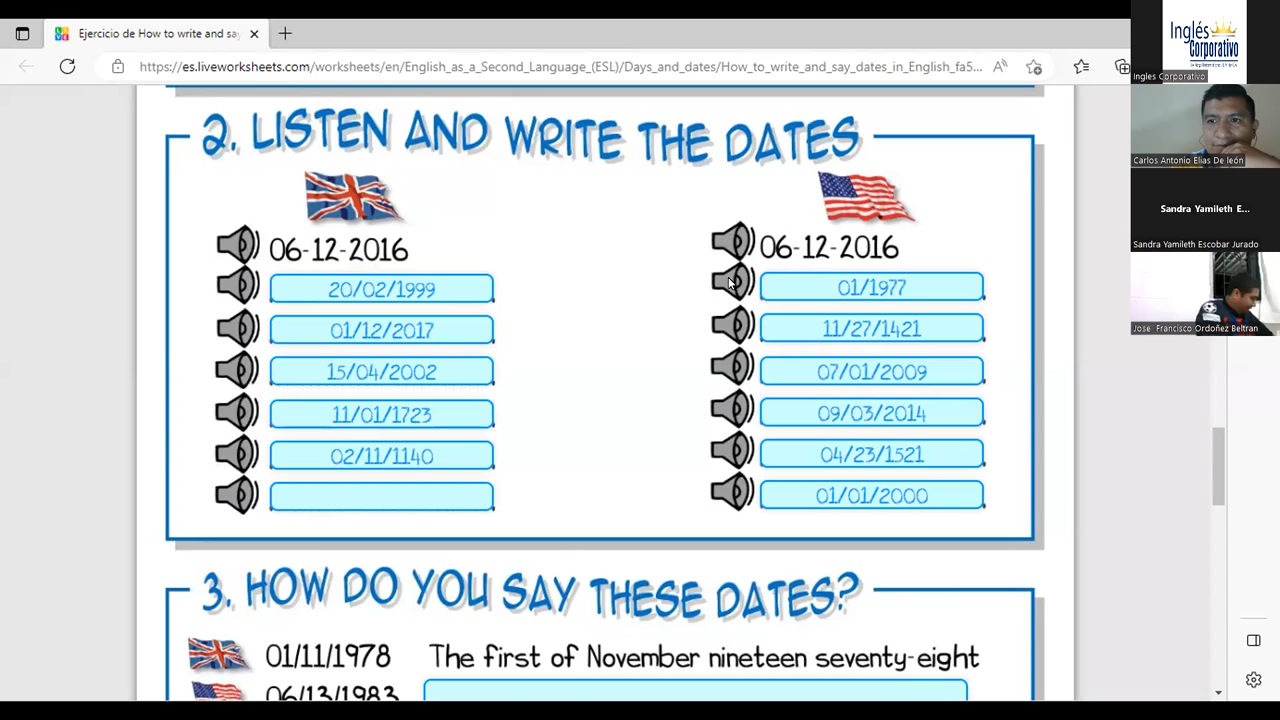 Ejercicio de How to write and say
https://es.liveworksheets.com/worksheets/en/English_as_a_Second_Language_(ESL)/Days_and_dates/How_to_write_and_say_dates_in_English_fa5...
2. LISTEN AND WRITE THE DATES
06-12-2016
06-12-2016
20/02/1999
01/1977
01/12/2017
11/27/1421
15/04/2002
07/01/2009
11/01/1723
09/03/2014
02/11/1140
04/23/1521
01/01/2000
3. HOW DO YOU SAY THESE DATES?
01/11/1978 The first of November nineteen seventy-eight
06/13/1983
Inglés
Corporativo
Ingles Corporativo
Carlos Antonio Elias De león
Sandra Yamileth E...
Sandra Yamileth Escobar Jurado
Jose Francisco Ordoñez Beltran